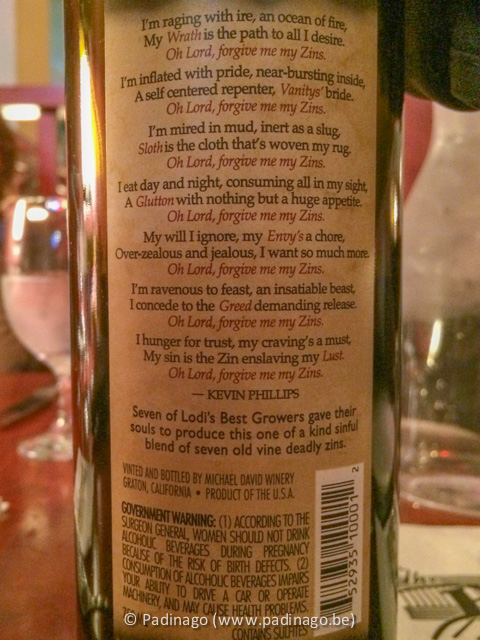 I'm raging with ire, an ocean of fire,
My Wrath is the path to all I desire.
Oh Lord, forgive me my Zins.
I'm inflated with pride, near-bursting inside,
A self centered repenter, Vanitys' bride.
Oh Lord, forgive me my Zins.
I'm mired in mud, inert as a slug,
Sloth is the cloth that's woven my rug.
Oh Lord, forgive me my Zins.
I eat day and night, consuming all in my sight,
A Glutton with nothing but a huge appetite.
Oh Lord, forgive me my Zins.
My will I ignore, my Envy's a chore,
Over-zealous and jealous, I want so much more.
Oh Lord, forgive me my Zins.
I'm ravenous to feast, an insatiable beast,
I concede to the Greed demanding release.
Oh Lord, forgive me my Zins.
I hunger for trust, my craving's a must,
My sin is the Zin enslaving my Lust.
Oh Lord, forgive me my Zins.
— KEVIN PHILLIPS
Seven of Lodi's Best Growers gave their
souls to produce this one of a kind sinful
blend of seven old vine deadly zins.
VINTED AND BOTTLED BY MICHAEL DAVID WINERY
GRATON, CALIFORNIA • PRODUCT OF THE U.S.A.
GOVERNMENT WARNING: (1) ACCORDING TO THE
SURGEON GENERAL, WOMEN SHOULD NOT DRINK
ALCOHOLIC BEVERAGES DURING PREGNANCY
BECAUSE OF THE RISK OF BIRTH DEFECTS. (2)
CONSUMPTION OF ALCOHOLIC BEVERAGES IMPAIRS
YOUR ABILITY TO DRIVE A CAR OR OPERATE
MACHINERY, AND MAY CAUSE HEALTH PROBLEMS.
CONTAINS SULFITES
52935 10001 2
© Padinago (www.padinago.be)